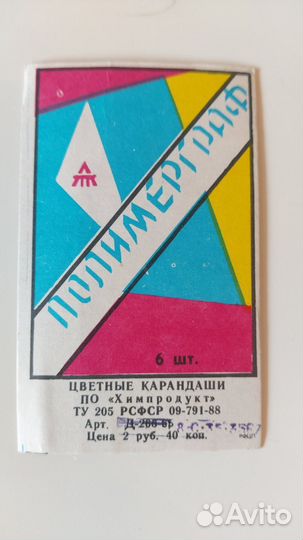 ПОЛИМЕРГРАФ
6 шт.
ЦВЕТНЫЕ КАРАНДАШИ
ПО «Химпродукт»
ТУ 205 РСФСР 09-791-88
Арт.
Цена 2 руб. 40 коп.
Avito